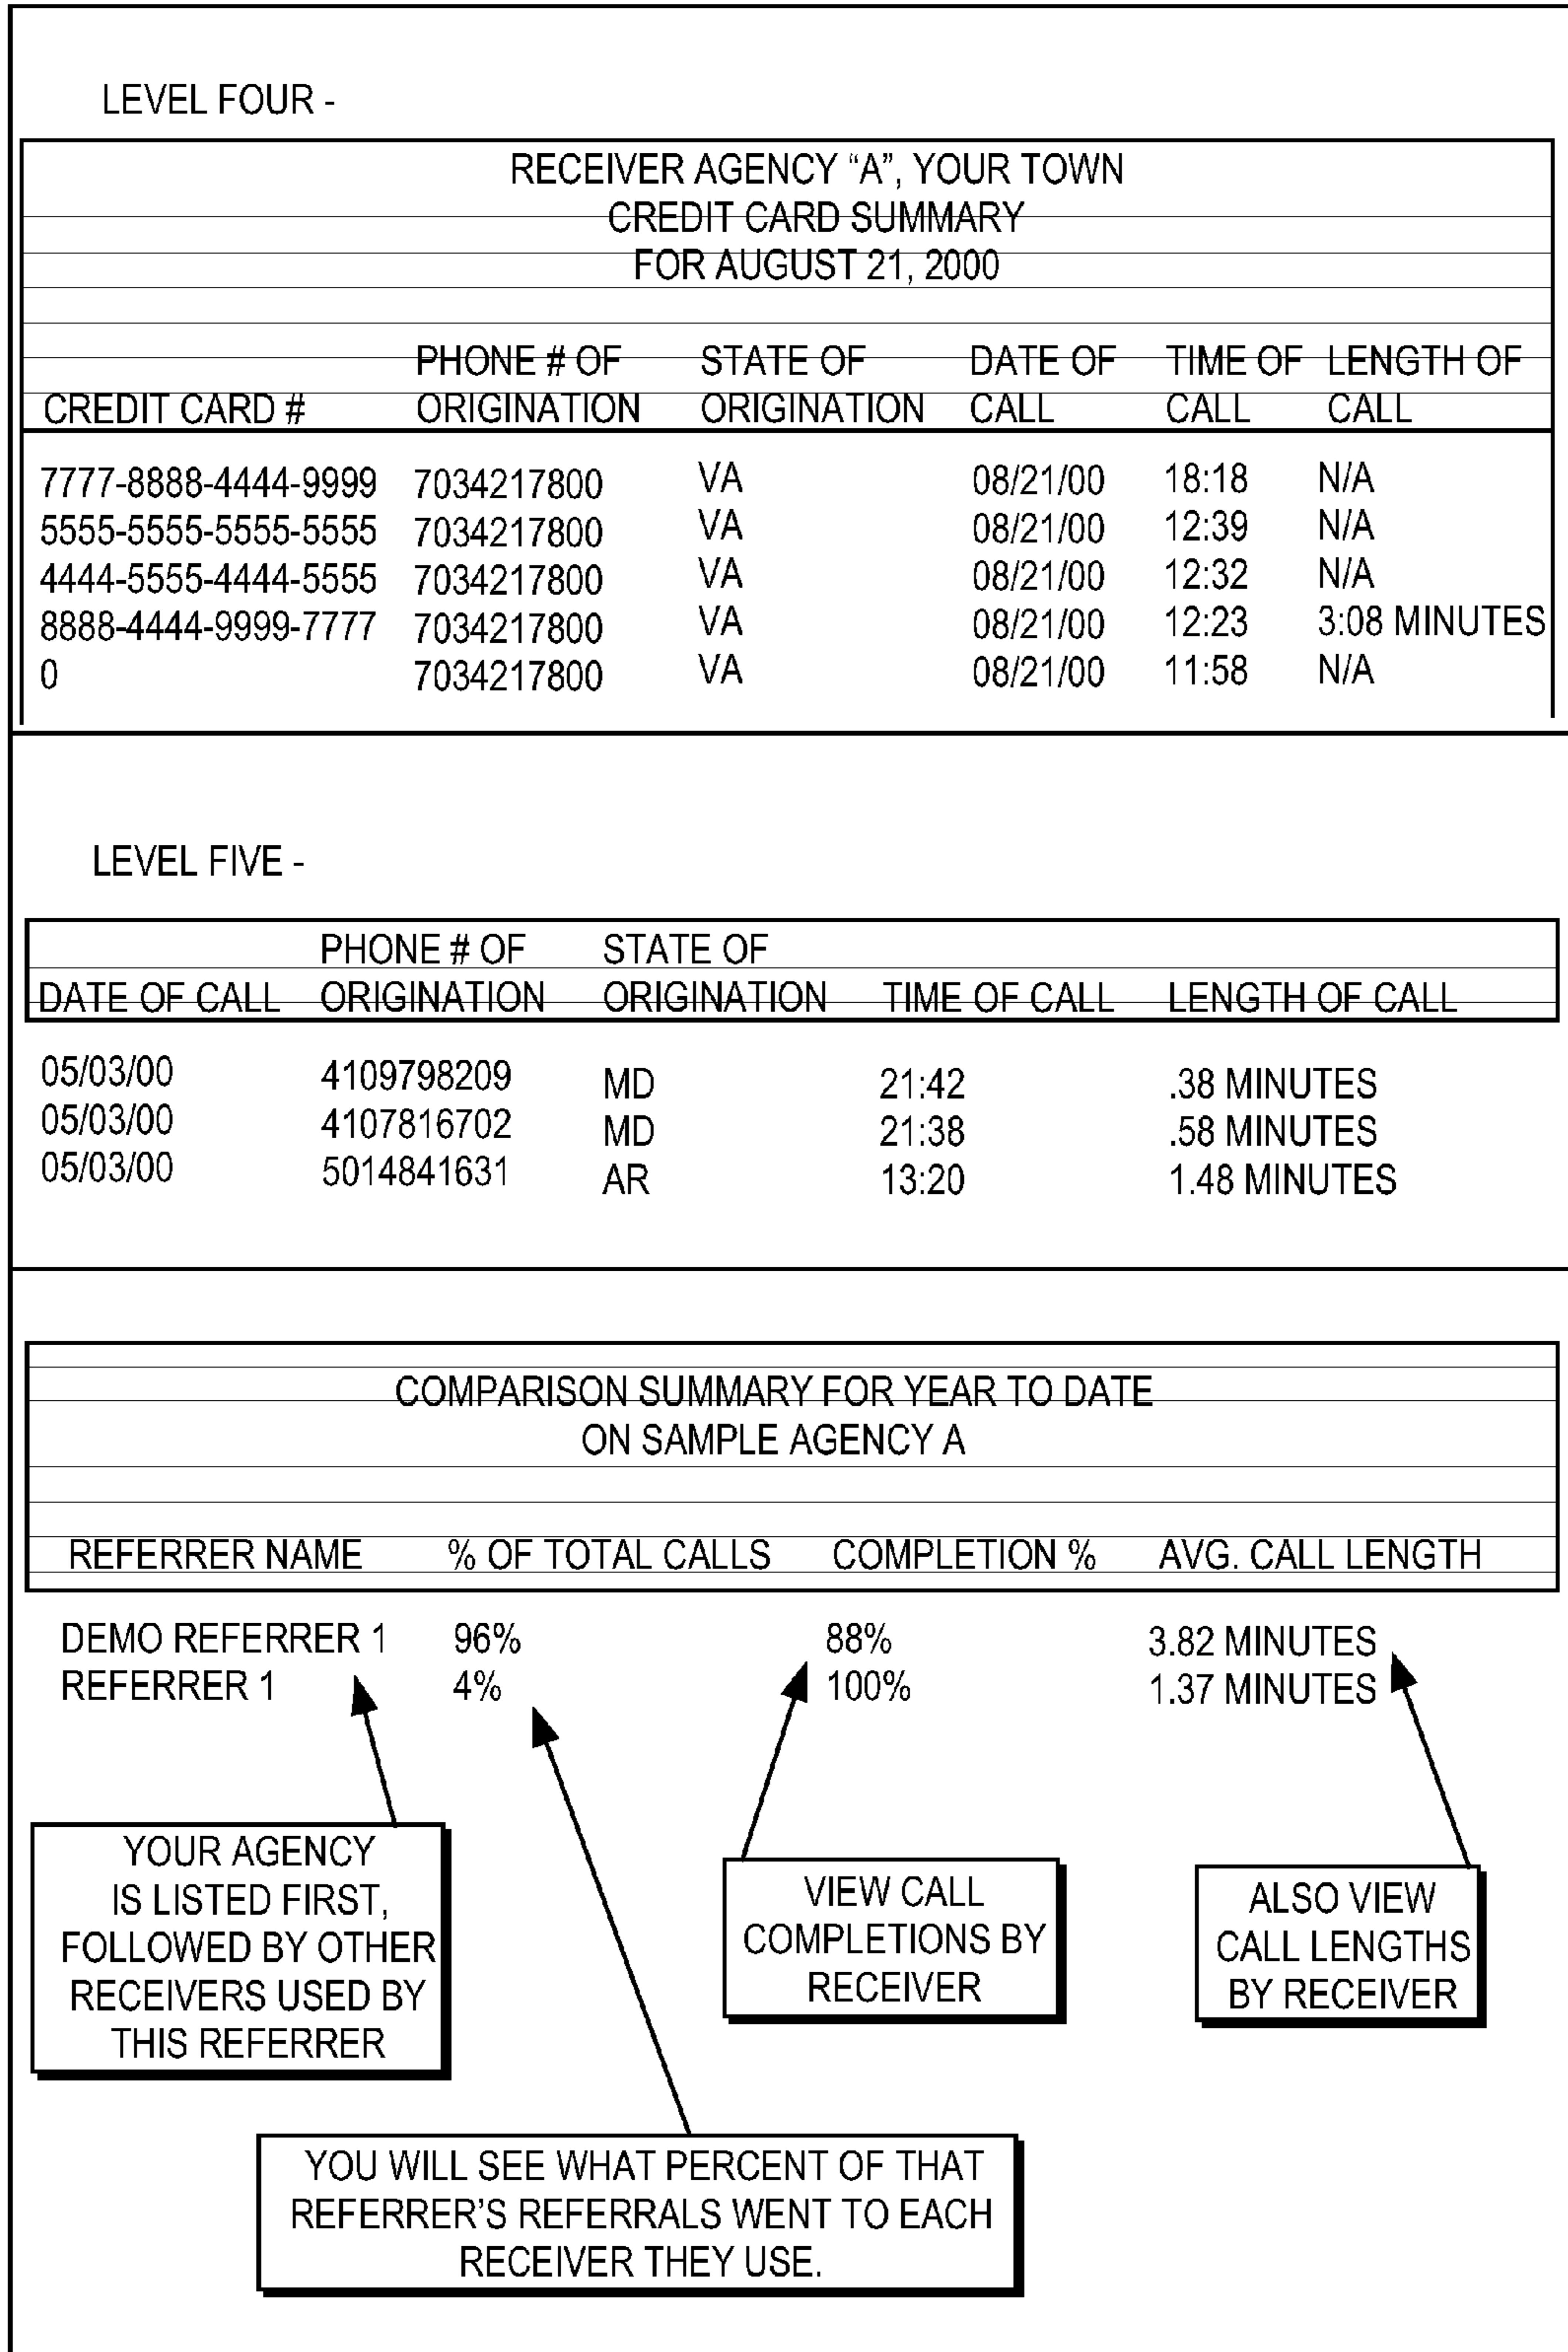 LEVEL FOUR -
RECEIVER AGENCY “A”, YOUR TOWN
CREDIT CARD SUMMARY
FOR AUGUST 21, 2000
PHONE # OF STATE OF DATE OF TIME OF LENGTH OF
CREDIT CARD # ORIGINATION ORIGINATION CALL CALL CALL
7777-8888-4444-9999 7034217800 VA 08/21/00 18:18 N/A
5555-5555-5555-5555 7034217800 VA 08/21/00 12:39 N/A
4444-5555-4444-5555 7034217800 VA 08/21/00 12:32 N/A
8888-4444-9999-7777 7034217800 VA 08/21/00 12:23 3:08 MINUTES
0 7034217800 VA 08/21/00 11:58 N/A
LEVEL FIVE -
PHONE # OF STATE OF
DATE OF CALL ORIGINATION ORIGINATION TIME OF CALL LENGTH OF CALL
05/03/00 4109798209 MD 21:42 .38 MINUTES
05/03/00 4107816702 MD 21:38 .58 MINUTES
05/03/00 5014841631 AR 13:20 1.48 MINUTES
COMPARISON SUMMARY FOR YEAR TO DATE
ON SAMPLE AGENCY A
REFERRER NAME % OF TOTAL CALLS COMPLETION % AVG. CALL LENGTH
DEMO REFERRER 1 96% 88% 3.82 MINUTES
REFERRER 1 4% 100% 1.37 MINUTES
YOUR AGENCY
IS LISTED FIRST,
FOLLOWED BY OTHER
RECEIVERS USED BY
THIS REFERRER
VIEW CALL
COMPLETIONS BY
RECEIVER
ALSO VIEW
CALL LENGTHS
BY RECEIVER
YOU WILL SEE WHAT PERCENT OF THAT
REFERRER’S REFERRALS WENT TO EACH
RECEIVER THEY USE.